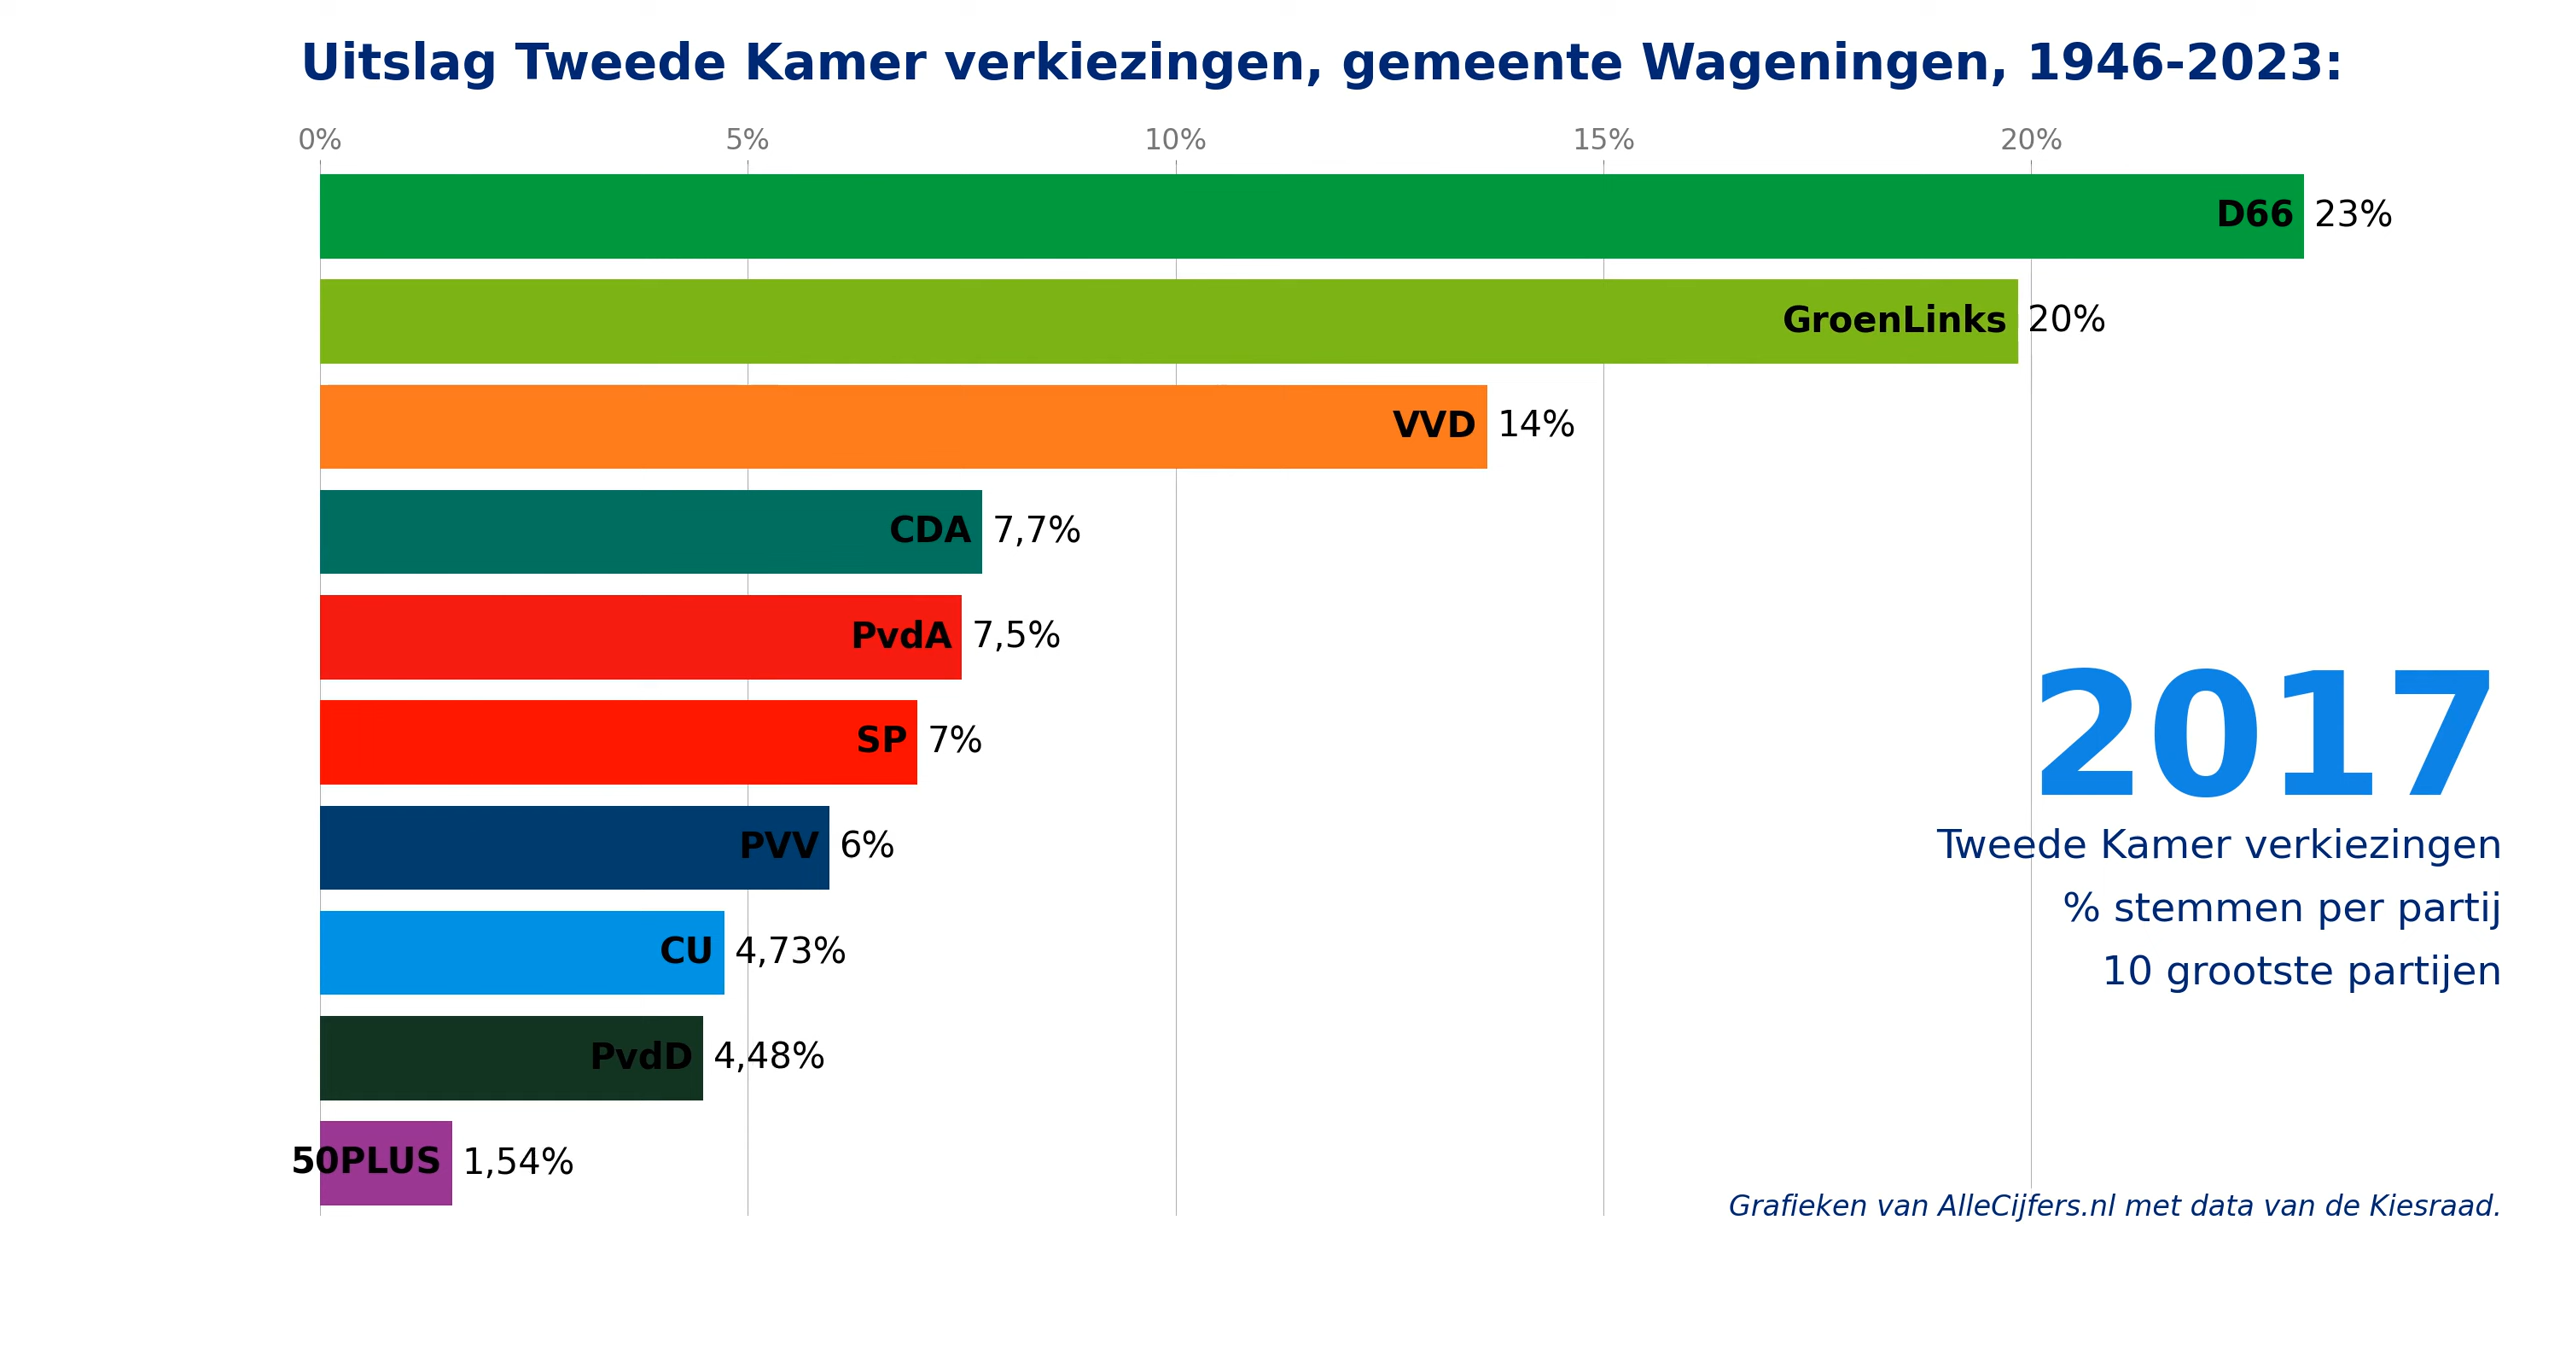 Uitslag Tweede Kamer verkiezingen, gemeente Wageningen, 1946-2023:
0% 5% 10% 15% 20%
D66 23%
GroenLinks 20%
VVD 14%
CDA 7,7%
PvdA 7,5%
SP 7%
PVV 6%
CU 4,73%
PvdD 4,48%
50PLUS 1,54%
2017
Tweede Kamer verkiezingen
% stemmen per partij
10 grootste partijen
Grafieken van AlleCijfers.nl met data van de Kiesraad.